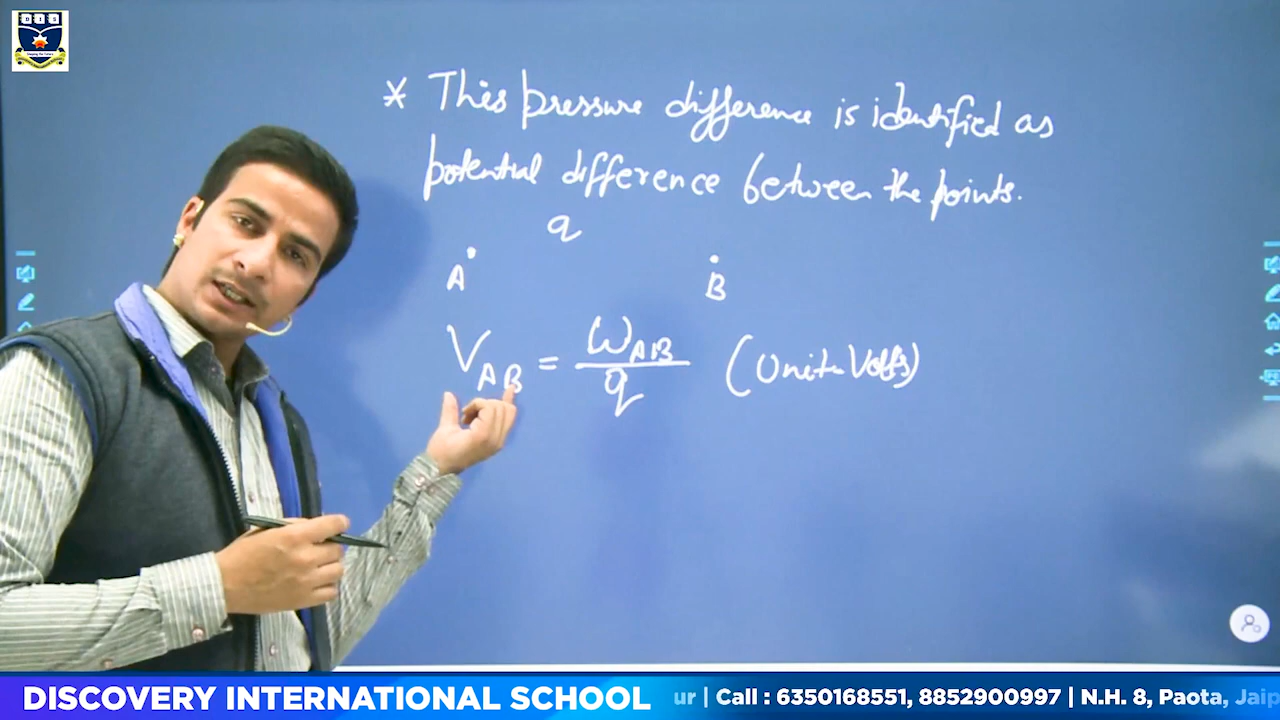 * This pressure difference is identified as
potential difference between the points.
q
A B
V_AB = W_AB / q (Unit- Volts)
DISCOVERY INTERNATIONAL SCHOOL
ur | Call : 6350168551, 8852900997 | N.H. 8, Paota, Jaip